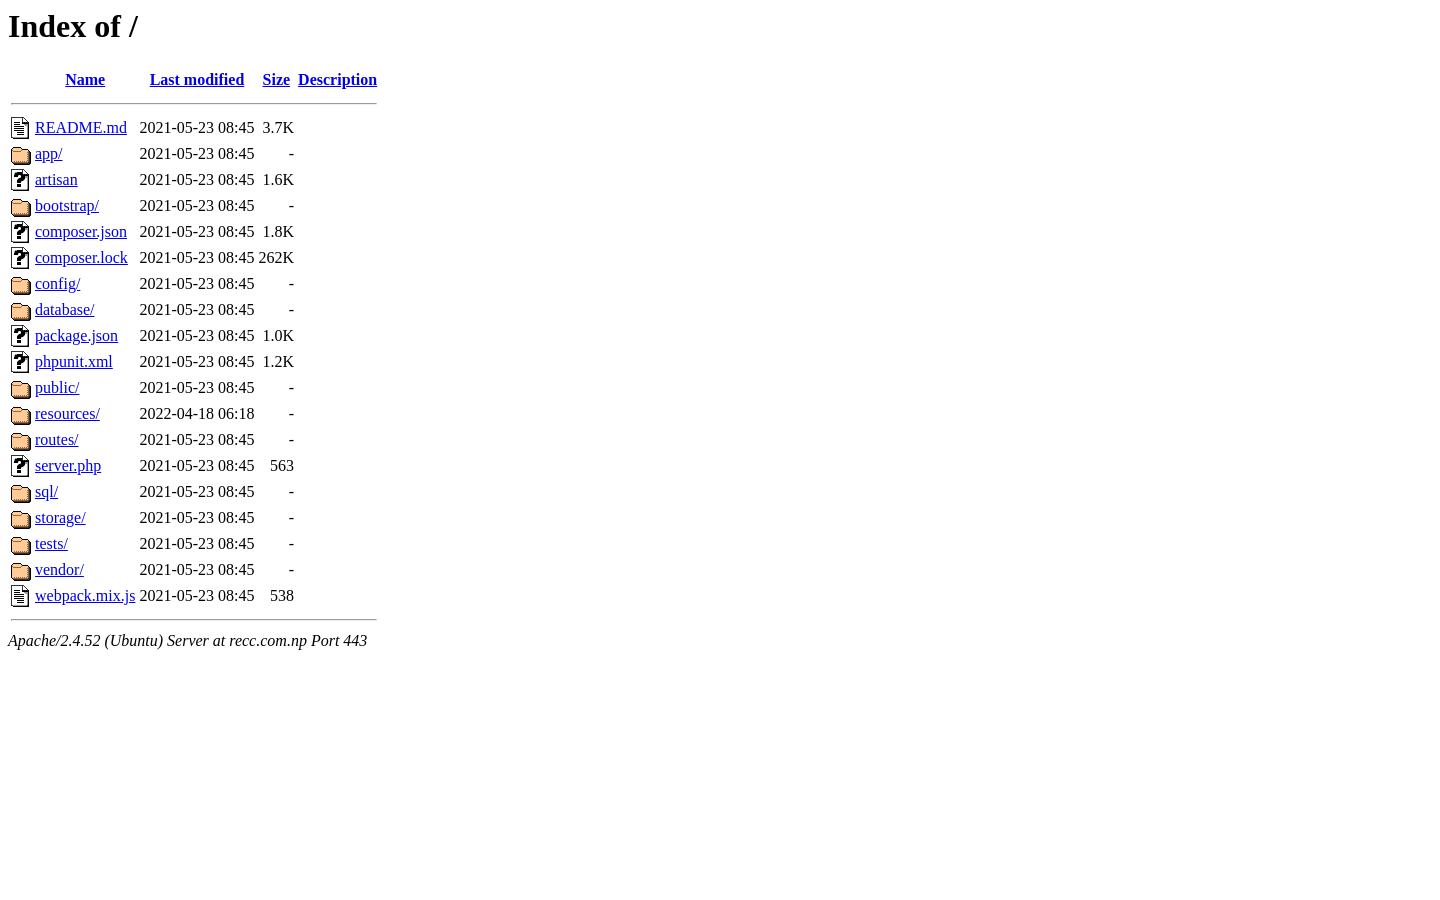 Index of /
Name Last modified Size Description
README.md 2021-05-23 08:45 3.7K
app/ 2021-05-23 08:45 -
artisan 2021-05-23 08:45 1.6K
bootstrap/ 2021-05-23 08:45 -
composer.json 2021-05-23 08:45 1.8K
composer.lock 2021-05-23 08:45 262K
config/ 2021-05-23 08:45 -
database/ 2021-05-23 08:45 -
package.json 2021-05-23 08:45 1.0K
phpunit.xml 2021-05-23 08:45 1.2K
public/ 2021-05-23 08:45 -
resources/ 2022-04-18 06:18 -
routes/ 2021-05-23 08:45 -
server.php 2021-05-23 08:45 563
sql/ 2021-05-23 08:45 -
storage/ 2021-05-23 08:45 -
tests/ 2021-05-23 08:45 -
vendor/ 2021-05-23 08:45 -
webpack.mix.js 2021-05-23 08:45 538
Apache/2.4.52 (Ubuntu) Server at recc.com.np Port 443